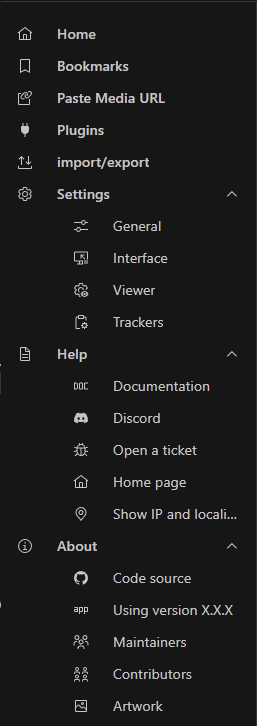 Home
Bookmarks
Paste Media URL
Plugins
import/export
Settings
General
Interface
Viewer
Trackers
Help
DOC Documentation
Discord
Open a ticket
Home page
Show IP and locali...
About
Code source
app Using version X.X.X
Maintainers
Contributors
Artwork